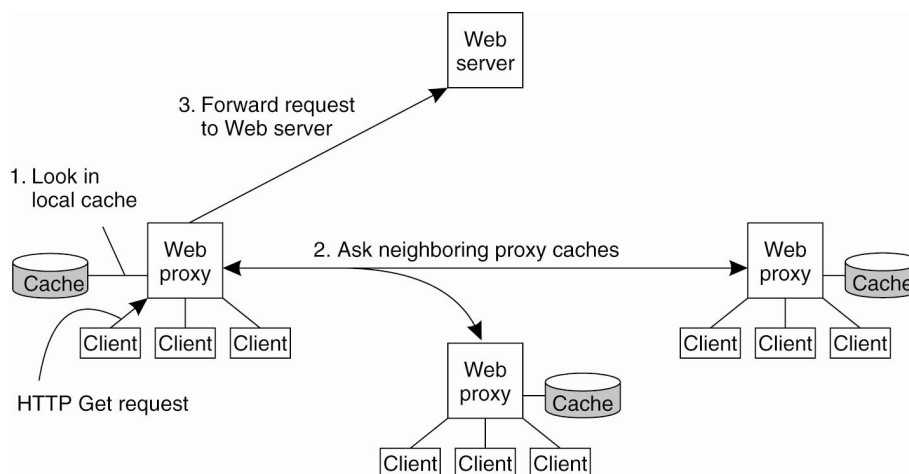 Web
server
3. Forward request
to Web server
1. Look in
local cache
Web
proxy
2. Ask neighboring proxy caches
Web
proxy
Cache
Cache
Client
Client
Client
Client
Client
Client
HTTP Get request
Web
proxy
Cache
Client
Client
Client